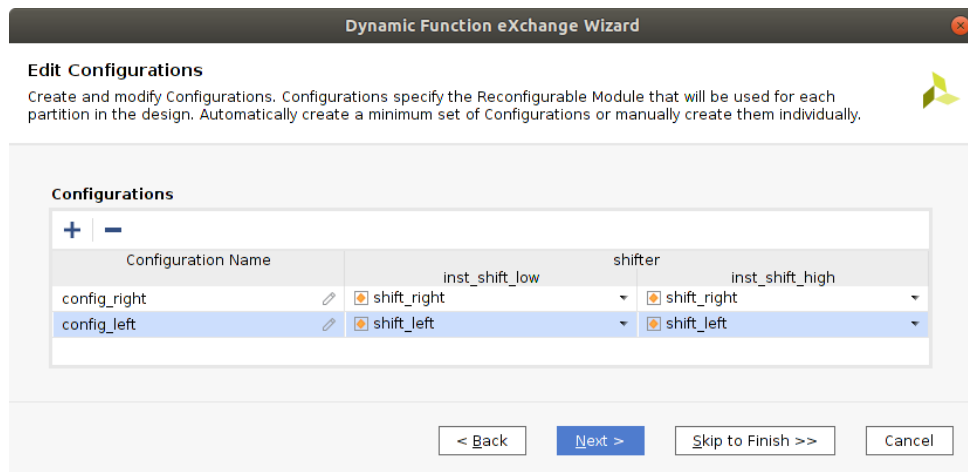 Dynamic Function eXchange Wizard
Edit Configurations
Create and modify Configurations. Configurations specify the Reconfigurable Module that will be used for each
partition in the design. Automatically create a minimum set of Configurations or manually create them individually.
Configurations
Configuration Name shifter
inst_shift_low inst_shift_high
config_right shift_right shift_right
config_left shift_left shift_left
< Back Next > Skip to Finish >> Cancel